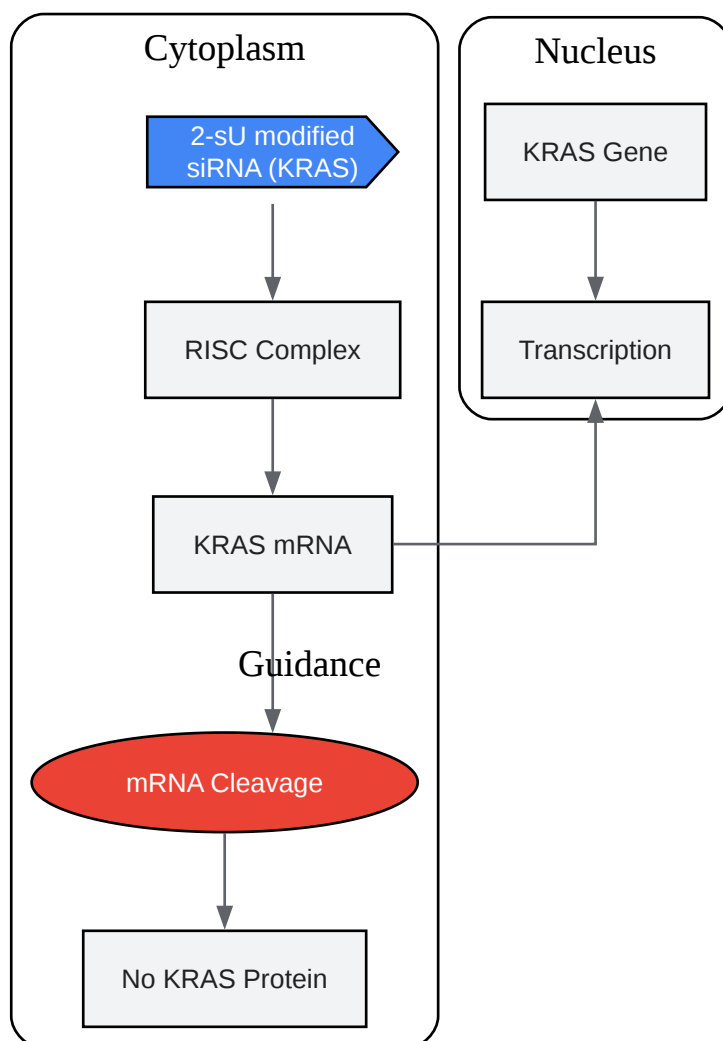 Cytoplasm
2-sU modified
siRNA (KRAS)
RISC Complex
KRAS mRNA
Guidance
mRNA Cleavage
No KRAS Protein
Nucleus
KRAS Gene
Transcription